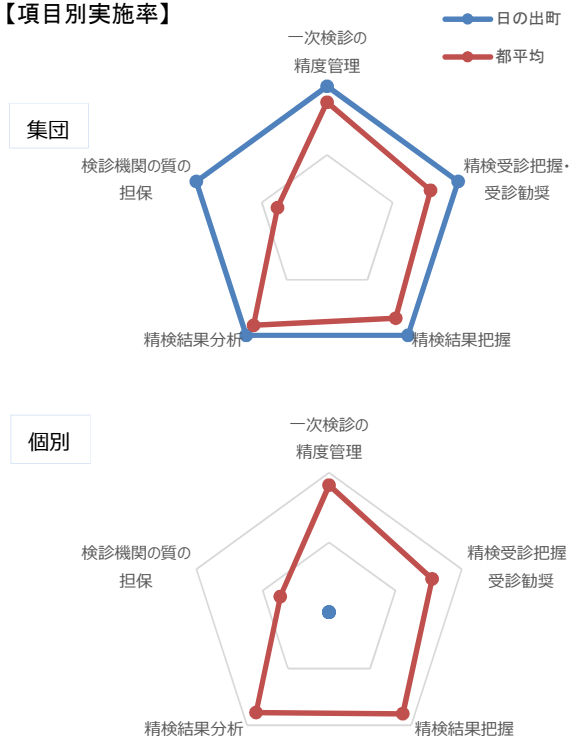 【項目別実施率】
日の出町
都平均
集団
一次検診の
精度管理
精検受診把握・
受診勧奨
精検結果把握
精検結果分析
検診機関の質の
担保
個別
一次検診の
精度管理
精検受診把握
受診勧奨
精検結果把握
精検結果分析
検診機関の質の
担保